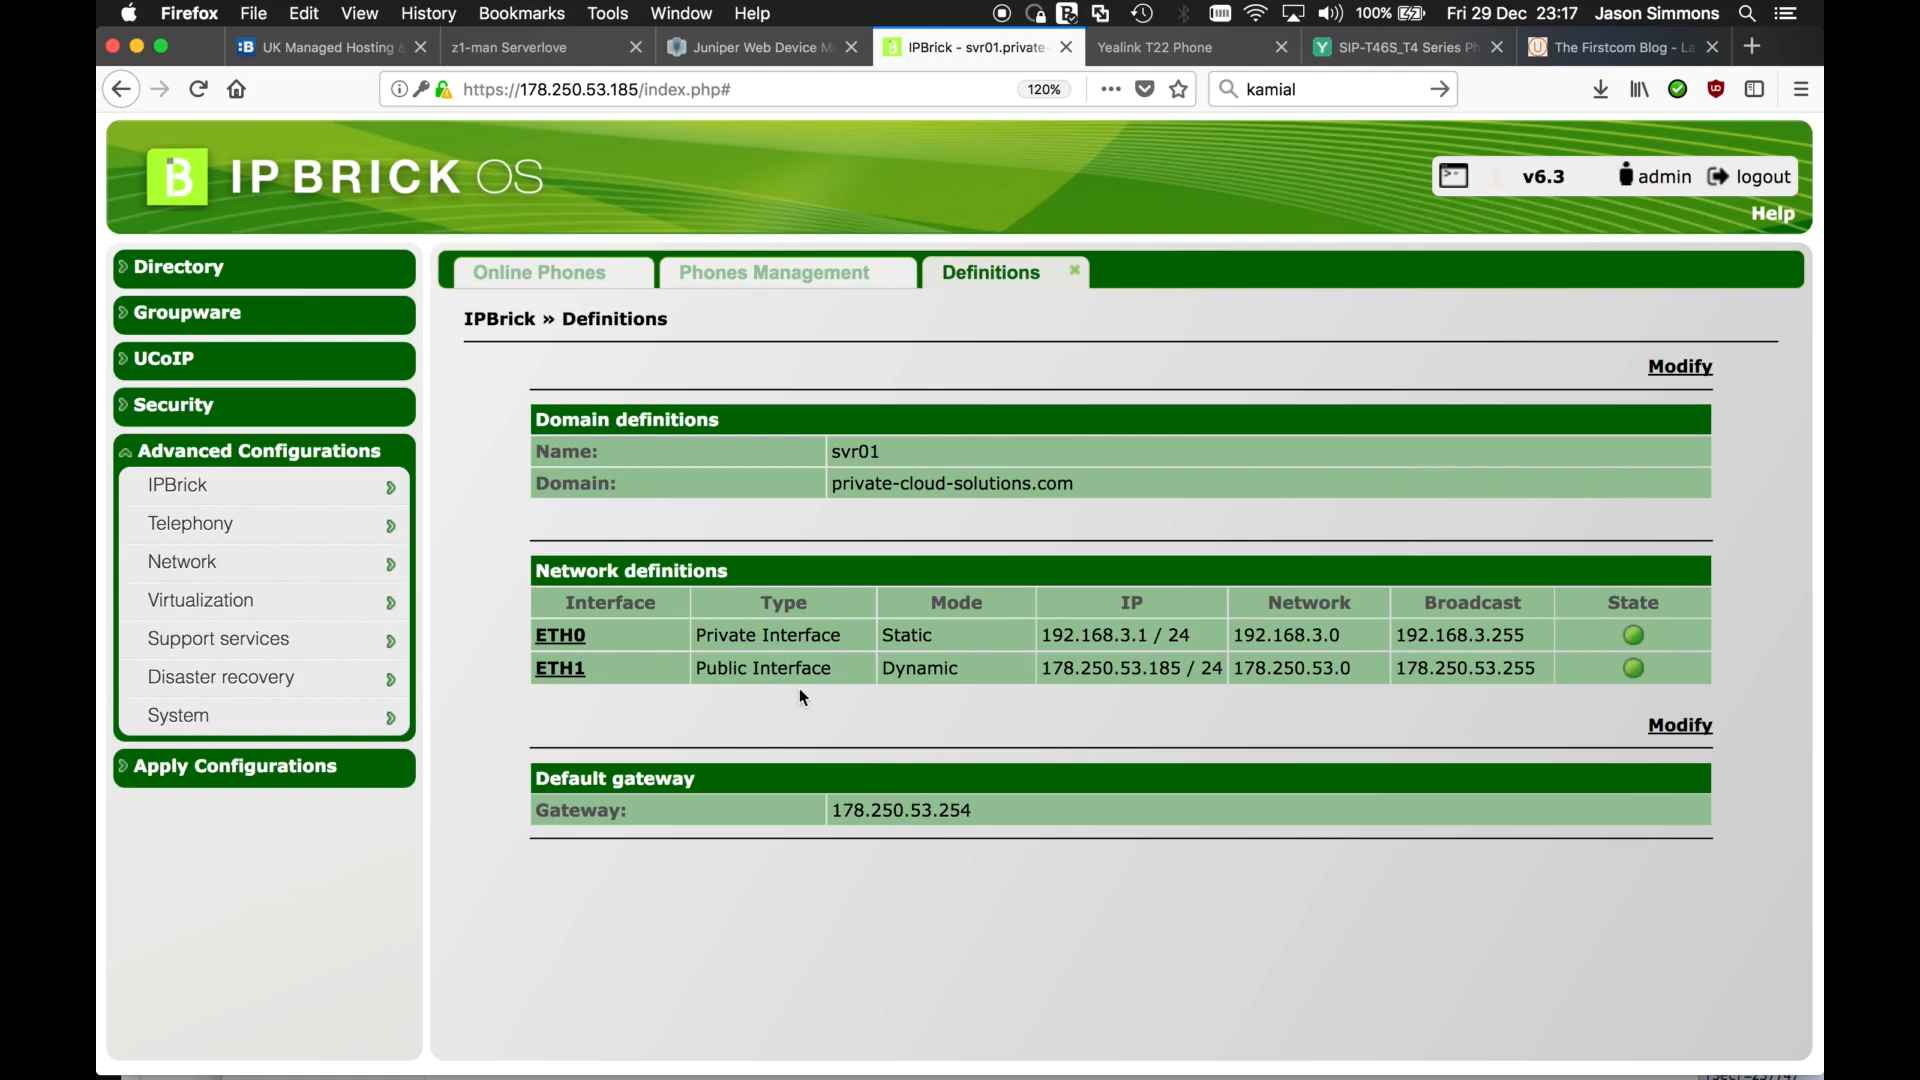 Firefox File Edit View History Bookmarks Tools Window Help 100% Fri 29 Dec 23:17 Jason Simmons
UK Managed Hosting & z1-man Serverlove Juniper Web Device M IPBrick - svr01.private- Yealink T22 Phone SIP-T46S_T4 Series Ph The Firstcom Blog - La
https://178.250.53.185/index.php# 120% kamial
IPBRICK OS
v6.3 admin logout
Help
Directory
Groupware
UCoIP
Security
Advanced Configurations
IPBrick
Telephony
Network
Virtualization
Support services
Disaster recovery
System
Apply Configurations
Online Phones Phones Management Definitions
IPBrick » Definitions
Modify
Domain definitions
Name: svr01
Domain: private-cloud-solutions.com
Network definitions
Interface Type Mode IP Network Broadcast State
ETH0 Private Interface Static 192.168.3.1 / 24 192.168.3.0 192.168.3.255
ETH1 Public Interface Dynamic 178.250.53.185 / 24 178.250.53.0 178.250.53.255
Modify
Default gateway
Gateway: 178.250.53.254